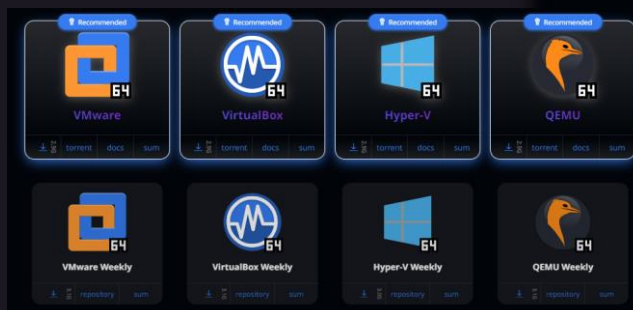 Recommended Recommended Recommended Recommended
64 64 64 64
VMware VirtualBox Hyper-V QEMU
torrent docs sum torrent docs sum torrent docs sum torrent docs sum
64 64 64 64
VMware Weekly VirtualBox Weekly Hyper-V Weekly QEMU Weekly
repository sum repository sum repository sum repository sum